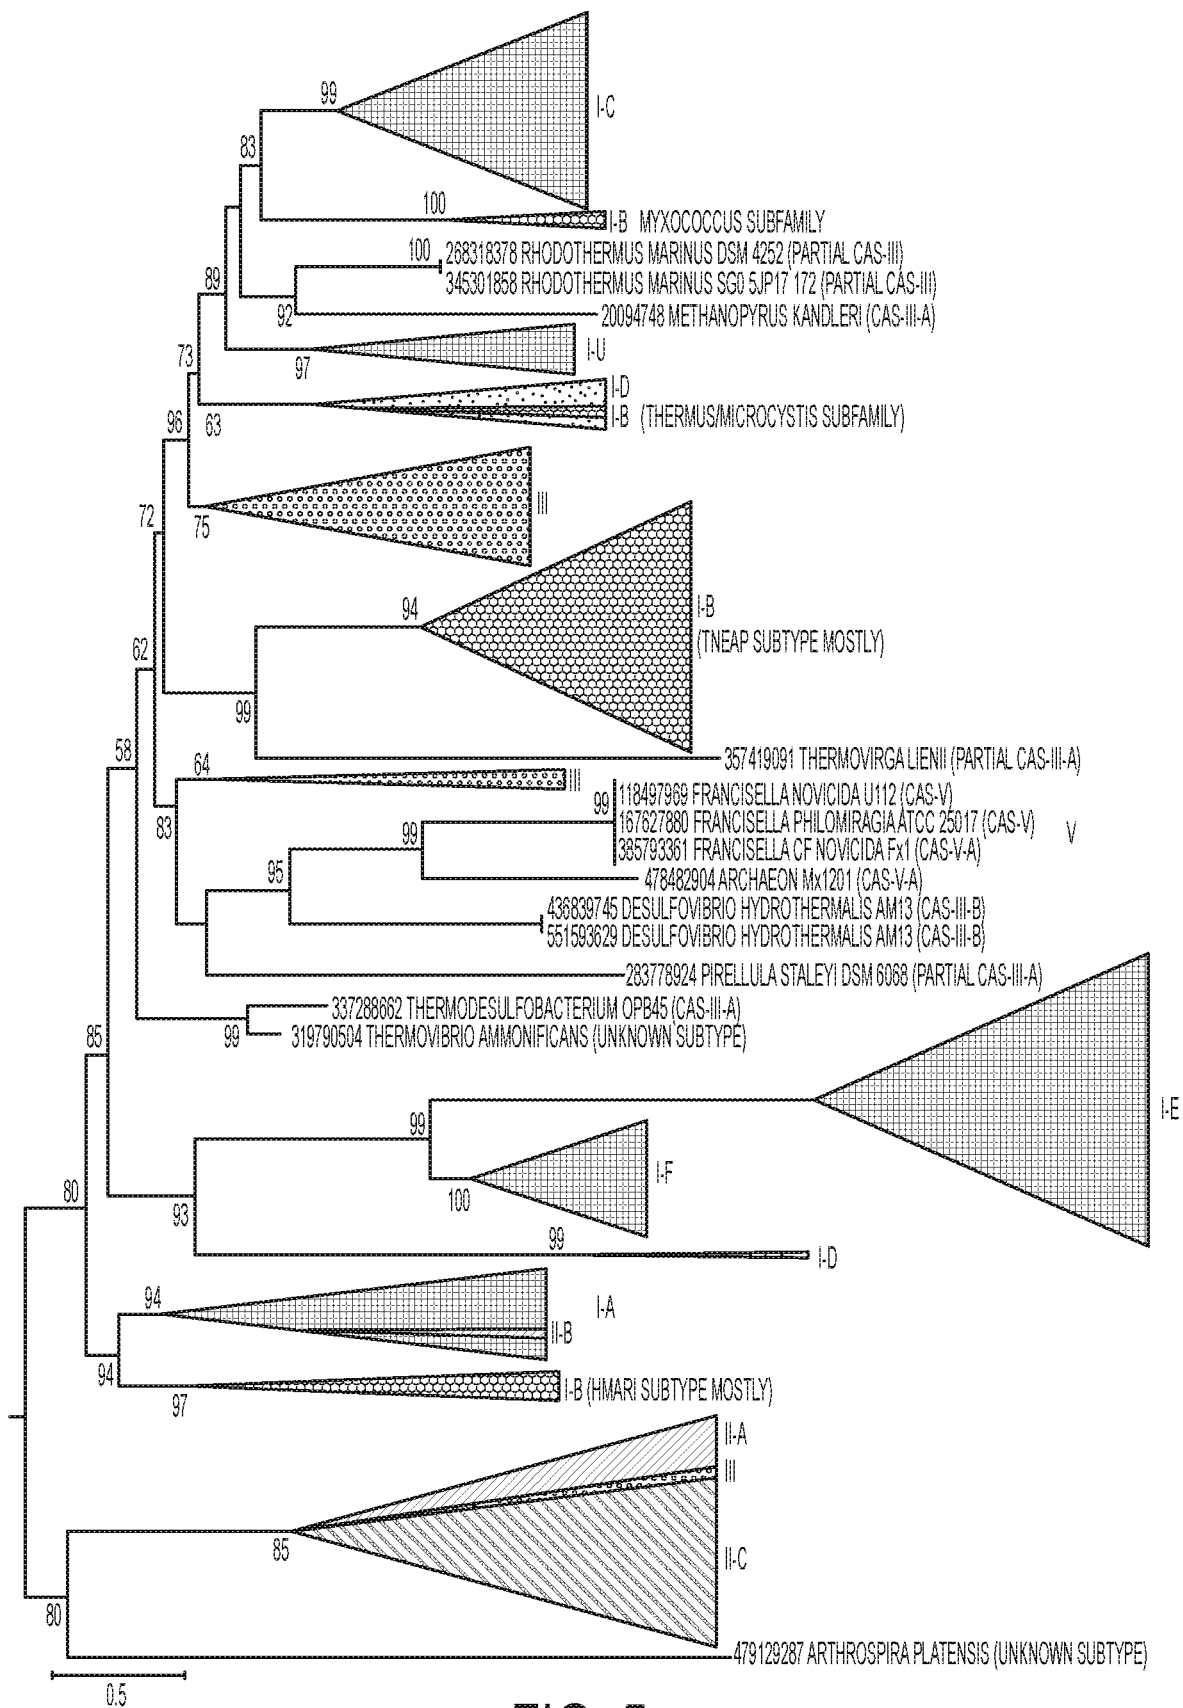 99
I-C
83
100
I-B MYXOCOCCUS SUBFAMILY
100
268318378 RHODOTHERMUS MARINUS DSM 4252 (PARTIAL CAS-III)
345301858 RHODOTHERMUS MARINUS SG0 5JP17 172 (PARTIAL CAS-III)
89
92
20094748 METHANOPYRUS KANDLERI (CAS-III-A)
I-U
73
97
I-D
96
63
I-B (THERMUS/MICROCYSTIS SUBFAMILY)
III
72
75
94
I-B
(TNEAP SUBTYPE MOSTLY)
62
99
58
357419091 THERMOVIRGA LIENII (PARTIAL CAS-III-A)
64
III
118497969 FRANCISELLA NOVICIDA U112 (CAS-V)
99
167627880 FRANCISELLA PHILOMIRAGIA ATCC 25017 (CAS-V)
V
83
99
385793361 FRANCISELLA CF NOVICIDA Fx1 (CAS-V-A)
95
478482904 ARCHAEON Mx1201 (CAS-V-A)
436839745 DESULFOVIBRIO HYDROTHERMALIS AM13 (CAS-III-B)
551593629 DESULFOVIBRIO HYDROTHERMALIS AM13 (CAS-III-B)
283778924 PIRELLULA STALEYI DSM 6068 (PARTIAL CAS-III-A)
337288662 THERMODESULFOBACTERIUM OPB45 (CAS-III-A)
85
99
319790504 THERMOVIBRIO AMMONIFICANS (UNKNOWN SUBTYPE)
I-E
99
I-F
80
100
93
99
I-D
94
I-A
II-B
94
97
I-B (HMARI SUBTYPE MOSTLY)
II-A
III
85
II-C
80
479129287 ARTHROSPIRA PLATENSIS (UNKNOWN SUBTYPE)
0.5